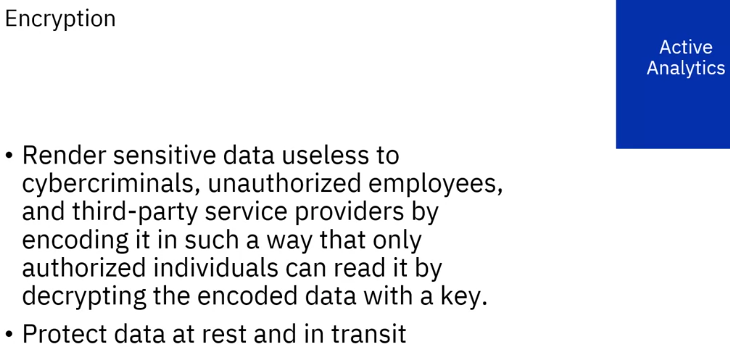 Encryption
Active
Analytics
• Render sensitive data useless to
cybercriminals, unauthorized employees,
and third-party service providers by
encoding it in such a way that only
authorized individuals can read it by
decrypting the encoded data with a key.
• Protect data at rest and in transit